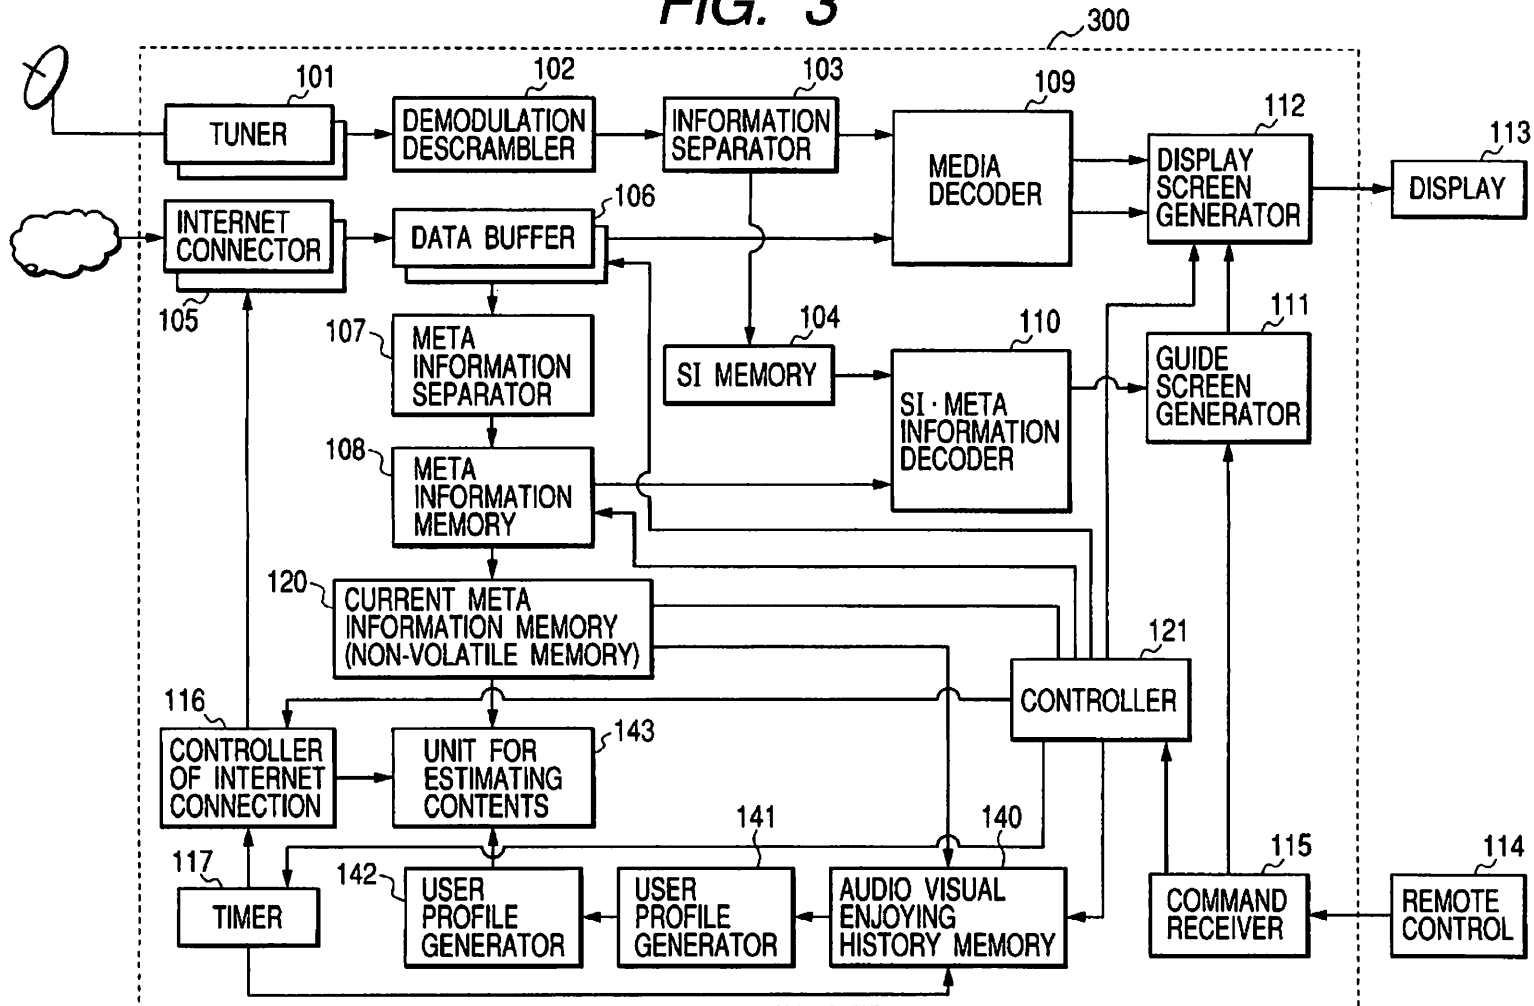 FIG. 3
300
101
TUNER
102
DEMODULATION
DESCRAMBLER
103
INFORMATION
SEPARATOR
109
MEDIA
DECODER
112
DISPLAY
SCREEN
GENERATOR
113
DISPLAY
INTERNET
CONNECTOR
105
106
DATA BUFFER
107
META
INFORMATION
SEPARATOR
104
SI MEMORY
110
SI · META
INFORMATION
DECODER
111
GUIDE
SCREEN
GENERATOR
108
META
INFORMATION
MEMORY
120
CURRENT META
INFORMATION MEMORY
(NON-VOLATILE MEMORY)
121
CONTROLLER
116
CONTROLLER
OF INTERNET
CONNECTION
143
UNIT FOR
ESTIMATING
CONTENTS
117
TIMER
142
USER
PROFILE
GENERATOR
141
USER
PROFILE
GENERATOR
140
AUDIO VISUAL
ENJOYING
HISTORY MEMORY
115
COMMAND
RECEIVER
114
REMOTE
CONTROL